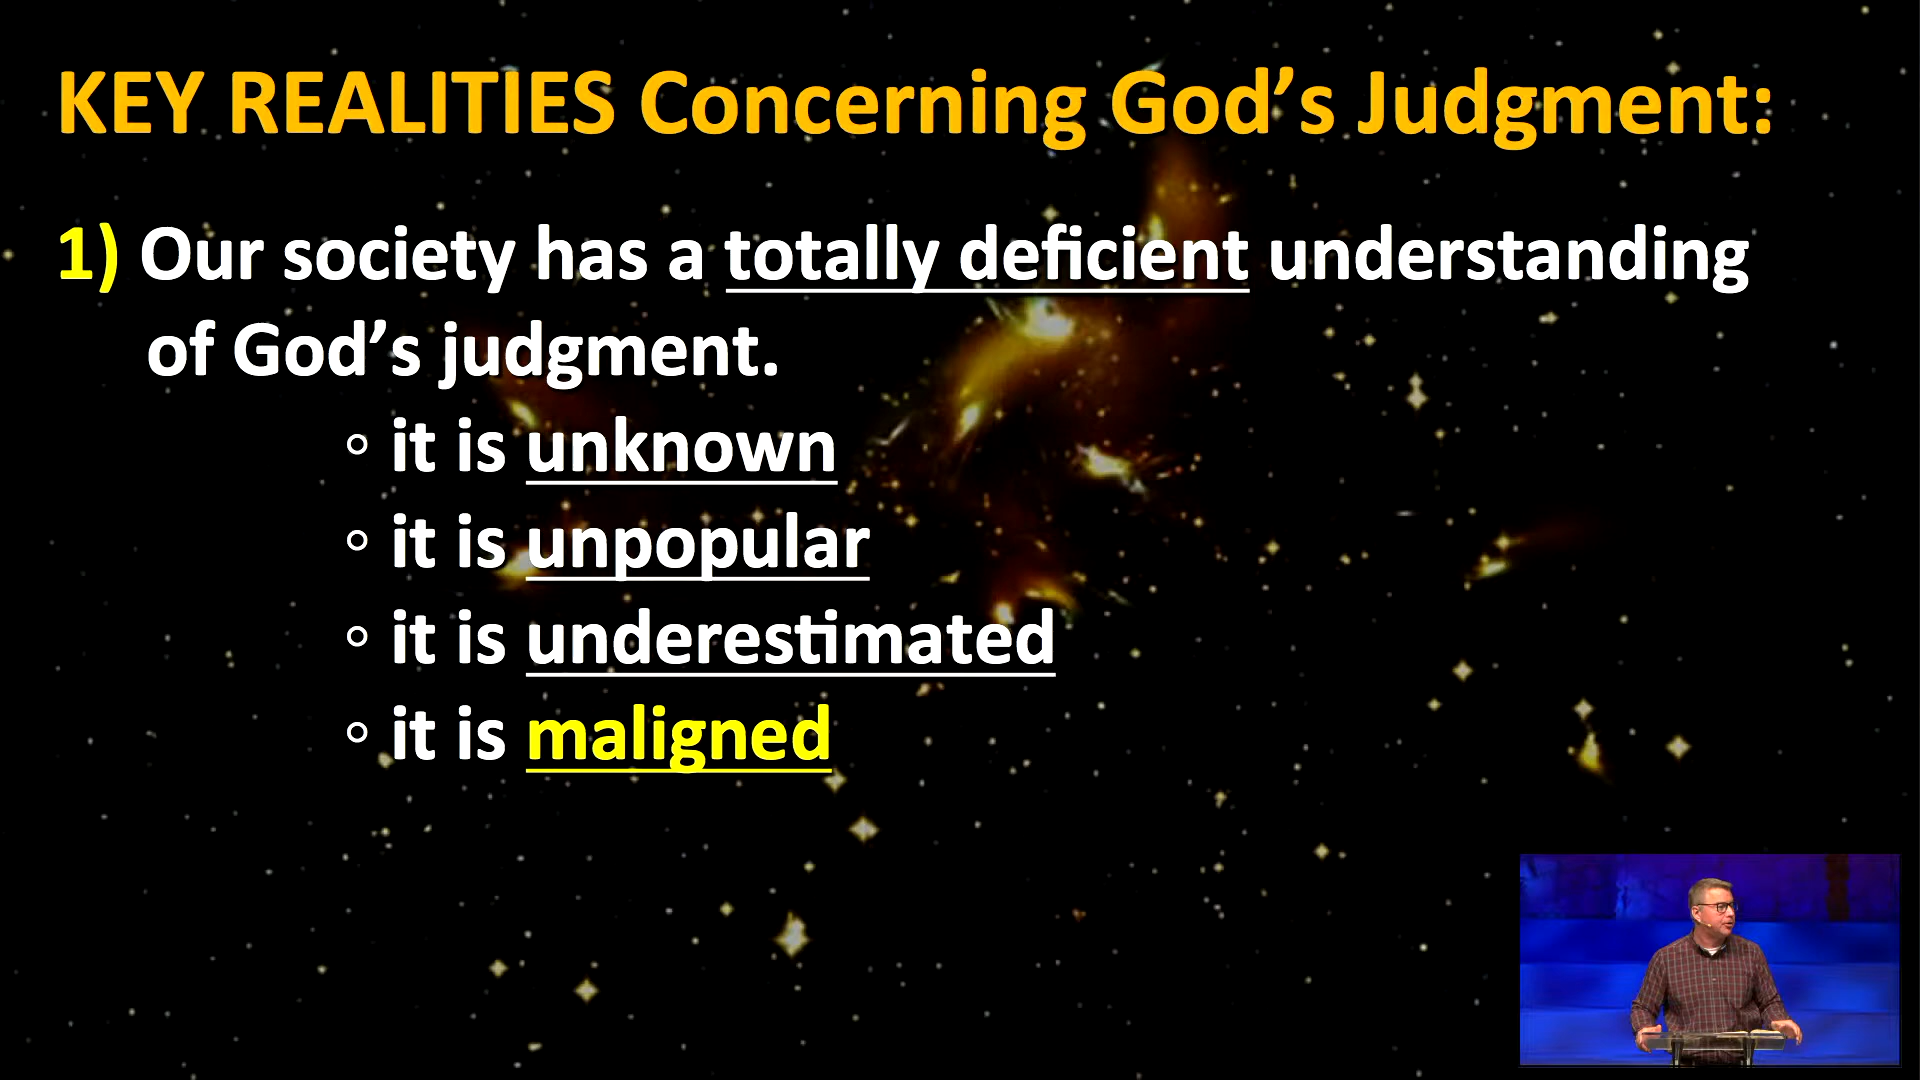 KEY REALITIES Concerning God’s Judgment:
1) Our society has a totally deficient understanding
of God’s judgment.
◦ it is unknown
◦ it is unpopular
◦ it is underestimated
◦ it is maligned